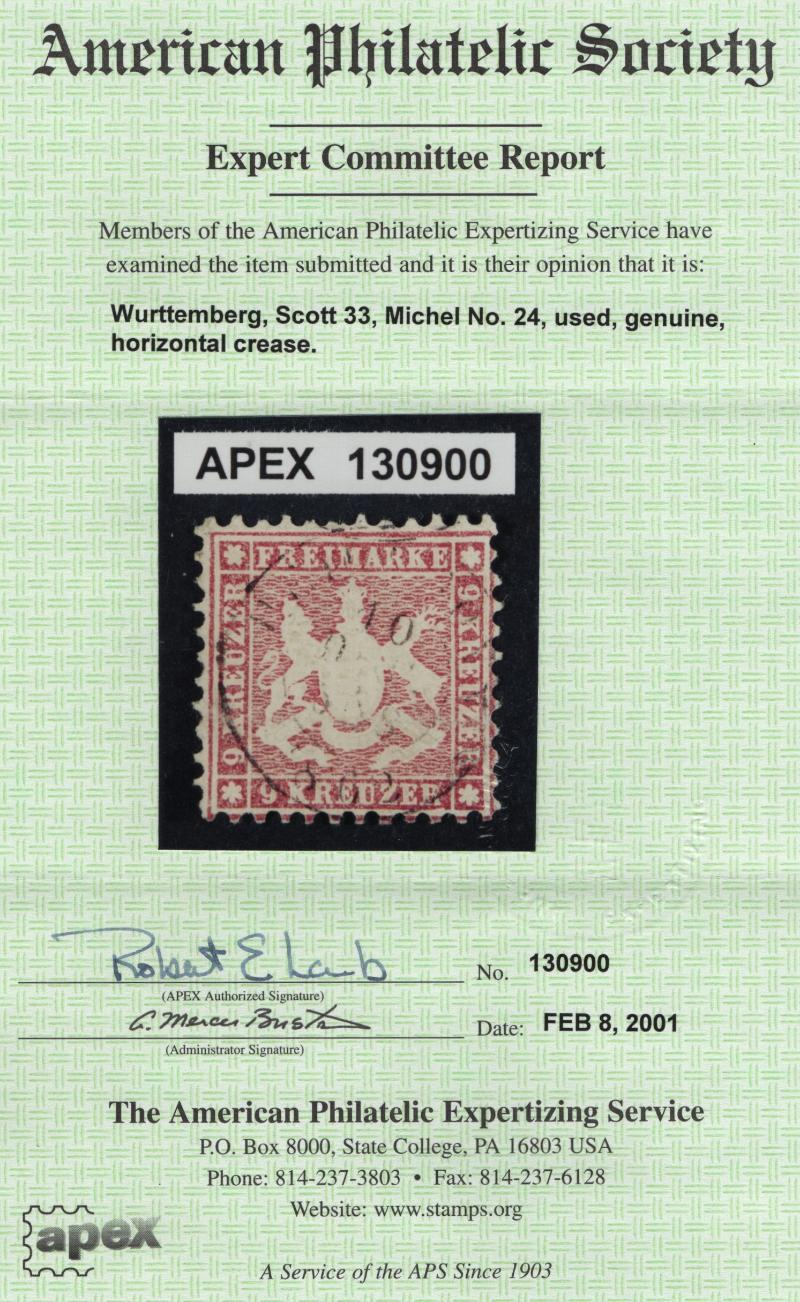 American Philatelic Society
Expert Committee Report
Members of the American Philatelic Expertizing Service have
examined the item submitted and it is their opinion that it is:
Wurttemberg, Scott 33, Michel No. 24, used, genuine,
horizontal crease.
APEX 130900
FREIMARKE
9 KREUZER
9 KREUZER
9 KREUZER
10
Robert E Lamb
No. 130900
(APEX Authorized Signature)
G. Mercer Bristow
Date: FEB 8, 2001
(Administrator Signature)
The American Philatelic Expertizing Service
P.O. Box 8000, State College, PA 16803 USA
Phone: 814-237-3803 • Fax: 814-237-6128
Website: www.stamps.org
apex
A Service of the APS Since 1903